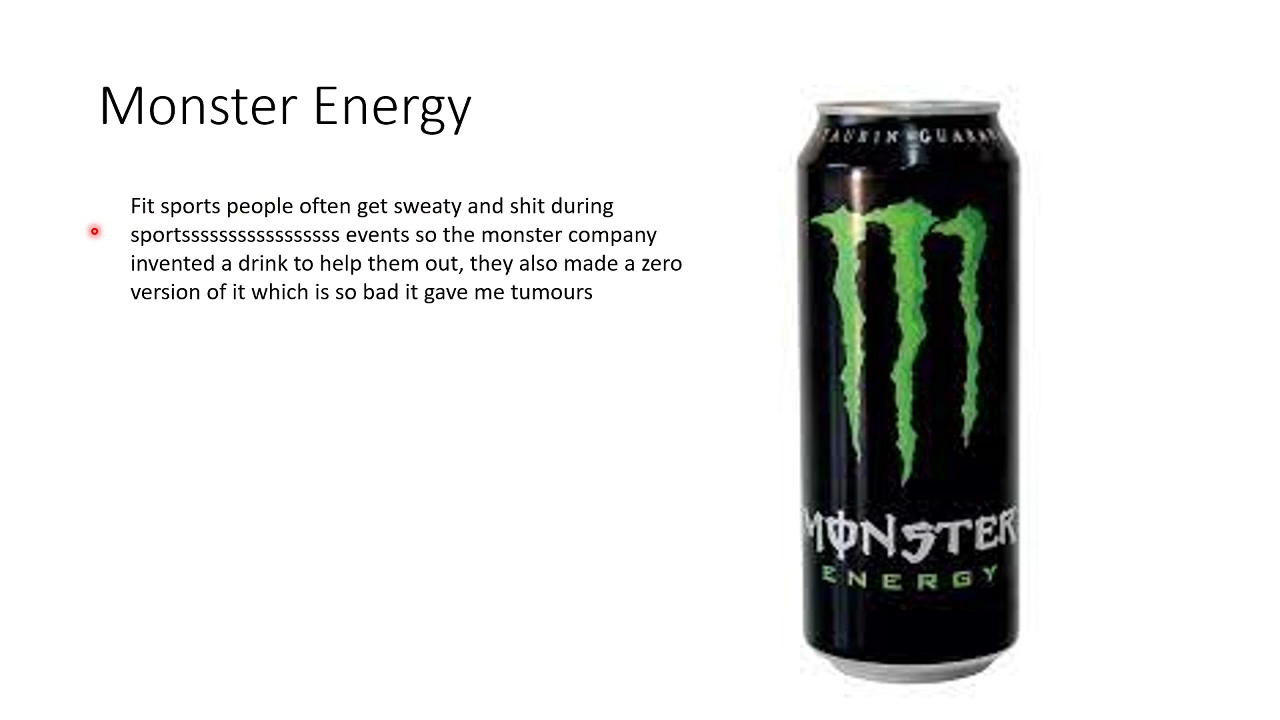 Monster Energy
Fit sports people often get sweaty and shit during
sportssssssssssssssssss events so the monster company
invented a drink to help them out, they also made a zero
version of it which is so bad it gave me tumours
TAURIN
MONSTER
ENERGY